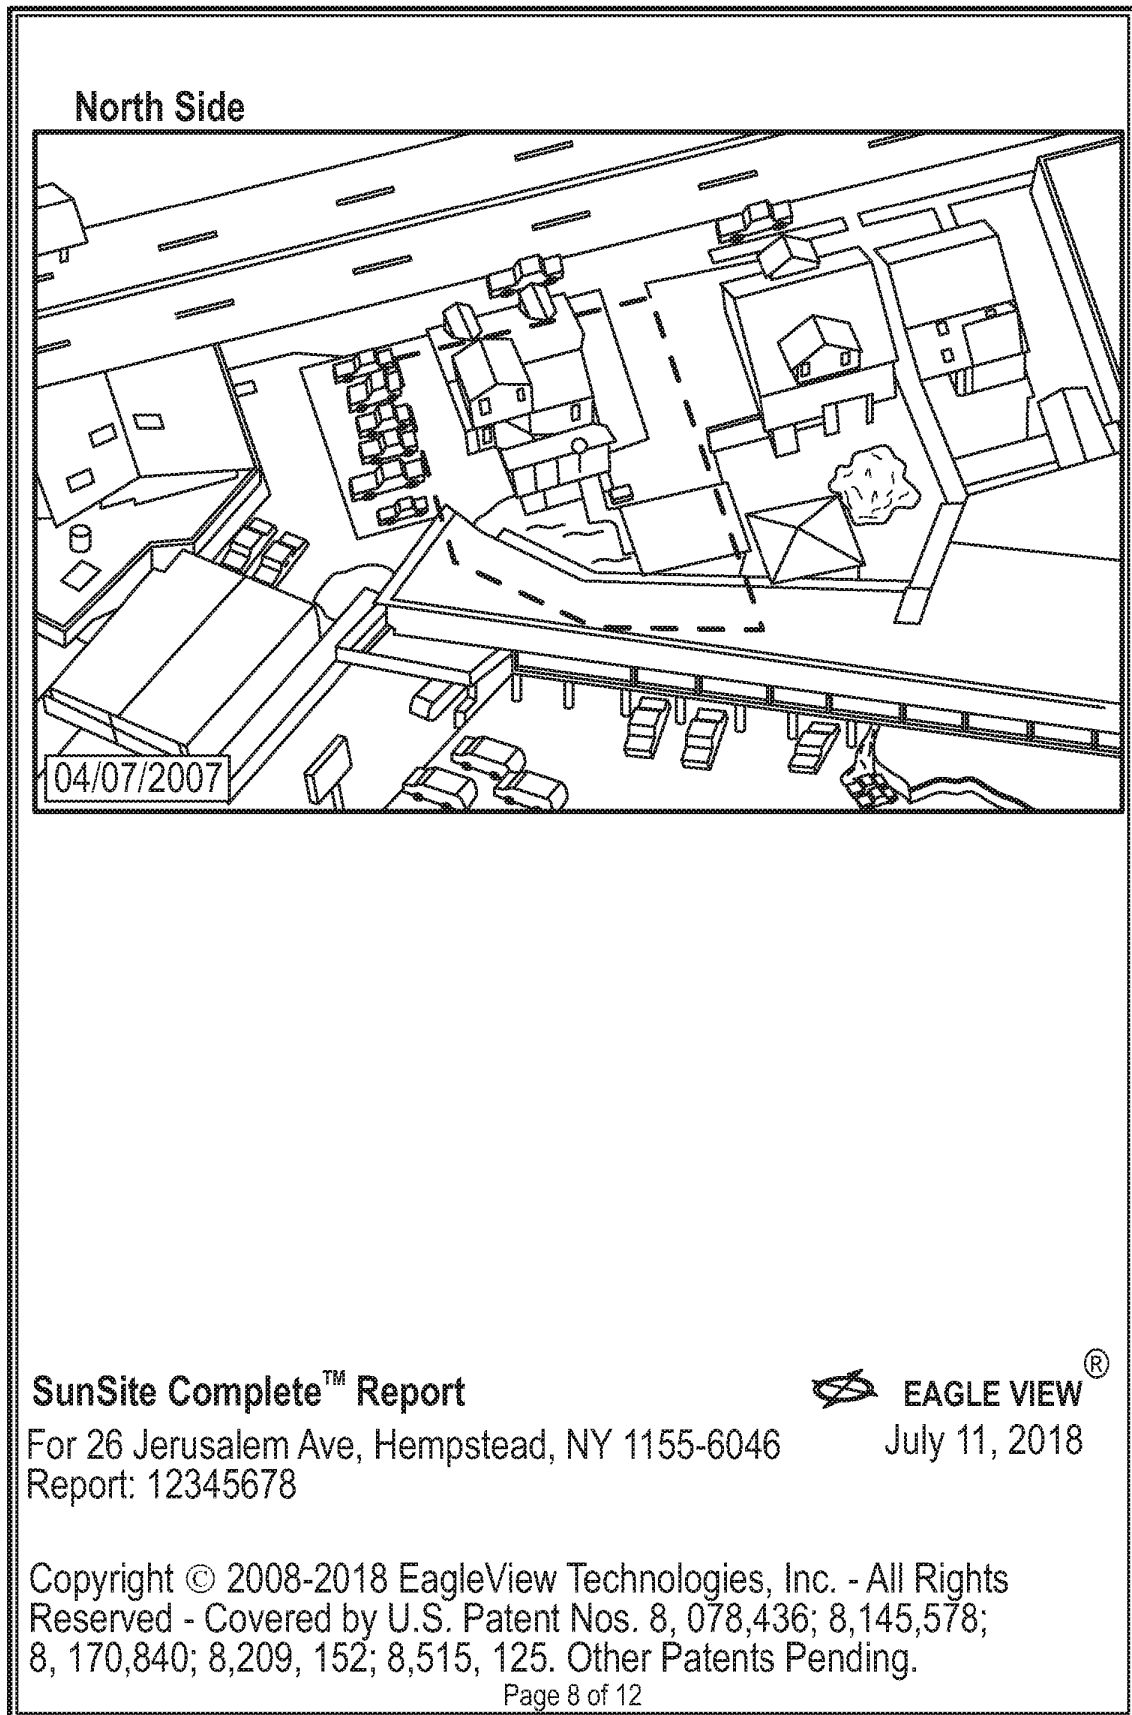 North Side
04/07/2007
SunSite Complete™ Report
EAGLE VIEW®
For 26 Jerusalem Ave, Hempstead, NY 1155-6046
July 11, 2018
Report: 12345678
Copyright © 2008-2018 EagleView Technologies, Inc. - All Rights
Reserved - Covered by U.S. Patent Nos. 8, 078,436; 8,145,578;
8, 170,840; 8,209, 152; 8,515, 125. Other Patents Pending.
Page 8 of 12